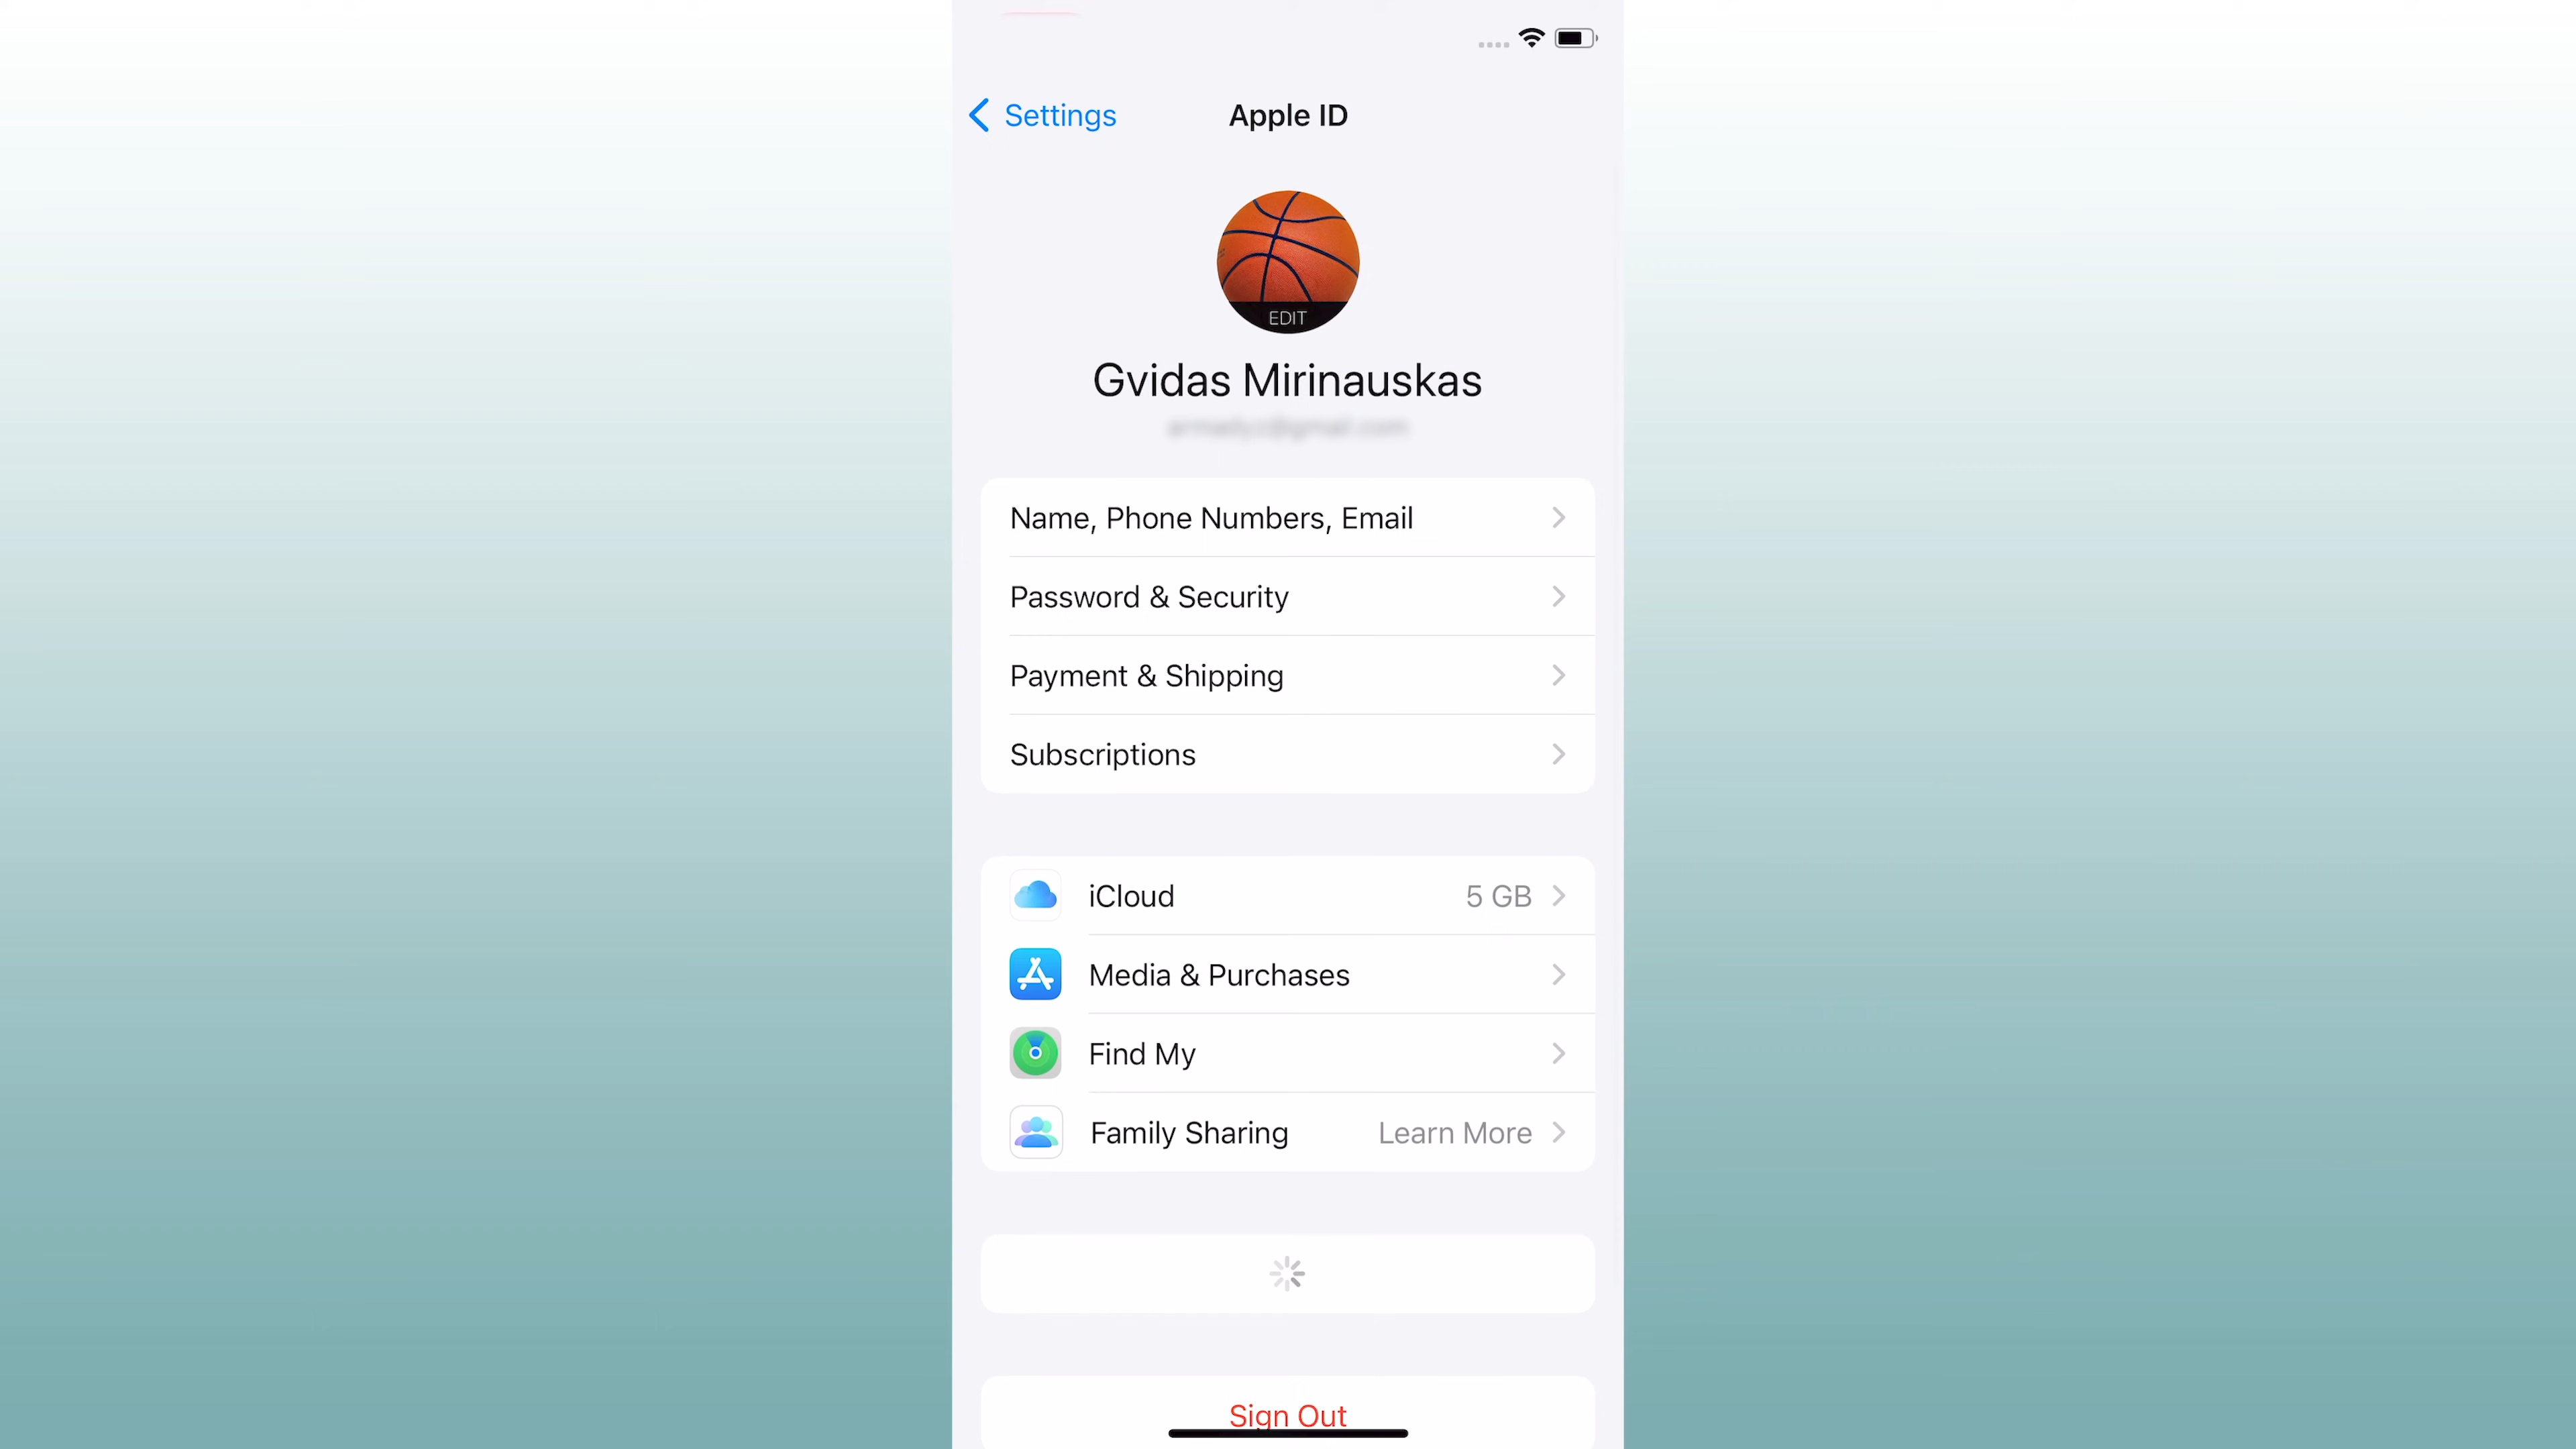 Settings
Apple ID
EDIT
Gvidas Mirinauskas
Name, Phone Numbers, Email
Password & Security
Payment & Shipping
Subscriptions
iCloud 5 GB
Media & Purchases
Find My
Family Sharing Learn More
Sign Out